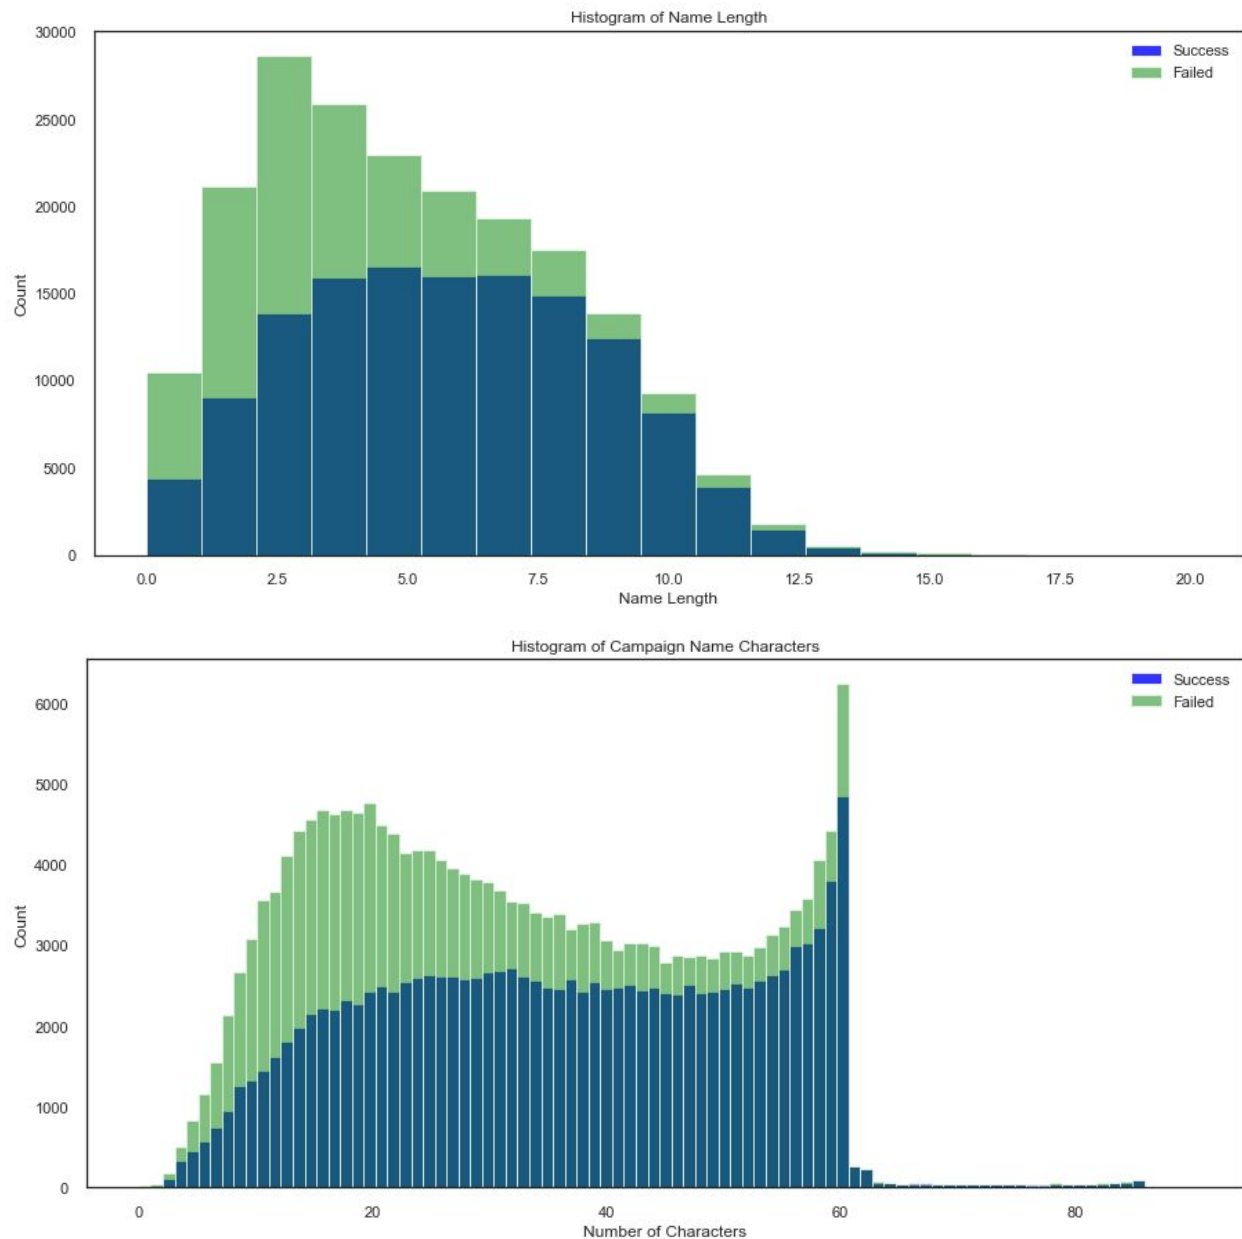 Histogram of Name Length
30000
25000
20000
15000
10000
5000
0
Count
Success
Failed
0.0 2.5 5.0 7.5 10.0 12.5 15.0 17.5 20.0
Name Length
Histogram of Campaign Name Characters
6000
5000
4000
3000
2000
1000
0
Count
Success
Failed
0 20 40 60 80
Number of Characters